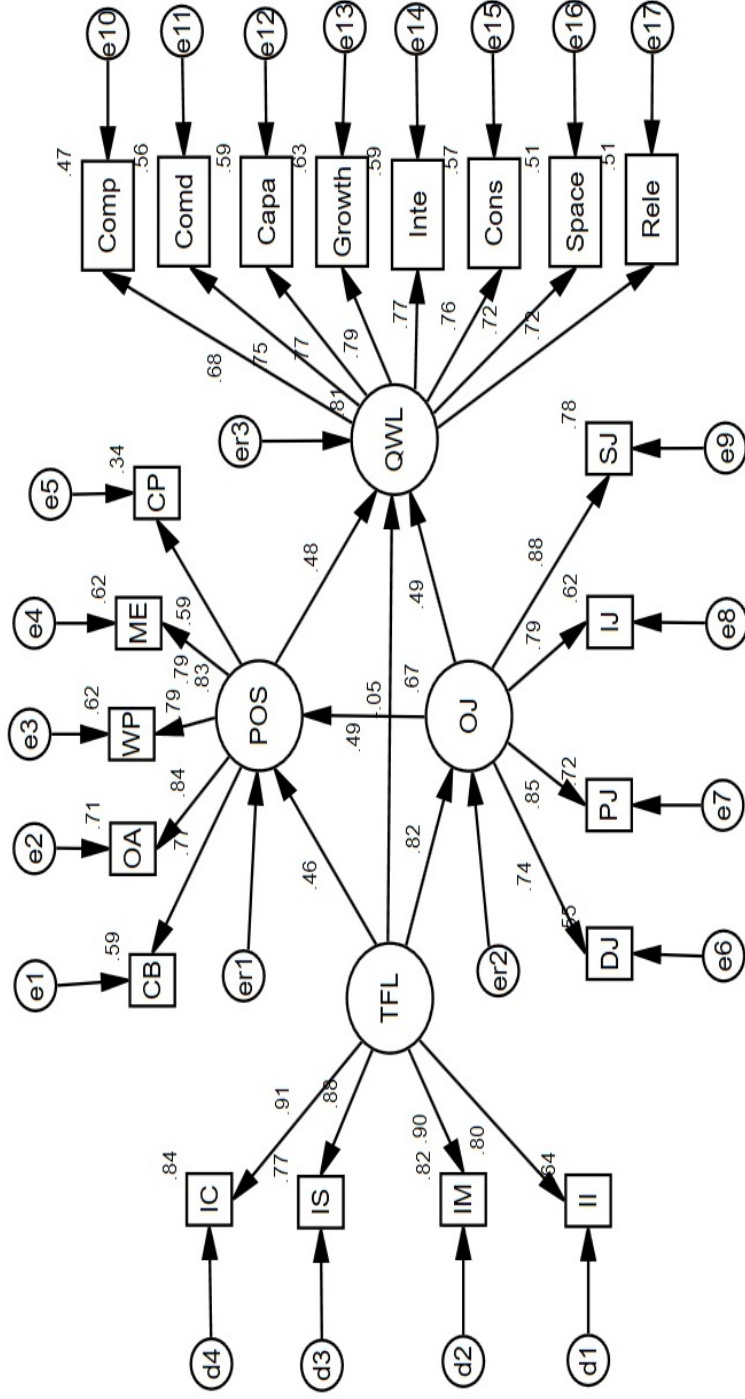 e1
e2
e3
e4
e5
.59
.71
.62
.62
.34
CB
OA
WP
ME
CP
.77
.84
.79
.79
.59
.83
POS
er1
.46
.49
.48
.67
-.05
d4
.84
IC
.91
d3
.77
IS
.88
d2
.82
IM
.90
d1
.64
II
.80
TFL
.82
er2
OJ
.49
.74
.85
.79
.88
.55
.72
.62
.78
DJ
PJ
IJ
SJ
e6
e7
e8
e9
er3
.81
QWL
.68
.47
Comp
e10
.75
.56
Comd
e11
.77
.59
Capa
e12
.79
.63
Growth
e13
.77
.59
Inte
e14
.76
.57
Cons
e15
.72
.51
Space
e16
.72
.51
Rele
e17